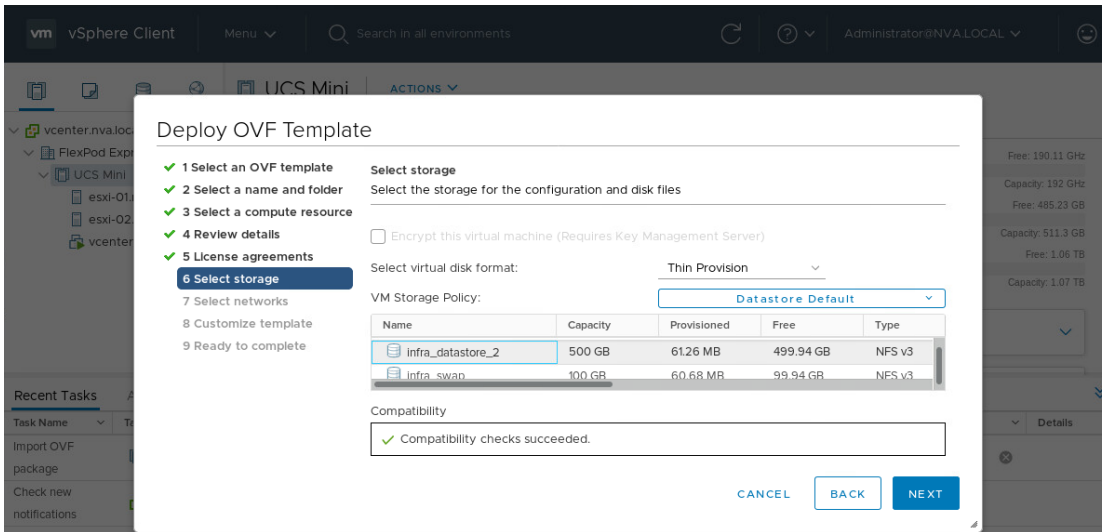 vm vSphere Client Menu Search in all environments Administrator@NVA.LOCAL
UCS Mini ACTIONS
vcenter.nva.loc
FlexPod Expr
UCS Mini
esxi-01.
esxi-02.
vcenter
Free: 190.11 GHz
Capacity: 192 GHz
Free: 485.23 GB
Capacity: 511.3 GB
Free: 1.06 TB
Capacity: 1.07 TB
Deploy OVF Template
1 Select an OVF template
2 Select a name and folder
3 Select a compute resource
4 Review details
5 License agreements
6 Select storage
7 Select networks
8 Customize template
9 Ready to complete
Select storage
Select the storage for the configuration and disk files
Encrypt this virtual machine (Requires Key Management Server)
Select virtual disk format: Thin Provision
VM Storage Policy: Datastore Default
Name Capacity Provisioned Free Type
infra_datastore_2 500 GB 61.26 MB 499.94 GB NFS v3
infra_swap 100 GB 60.68 MB 99.94 GB NFS v3
Compatibility
Compatibility checks succeeded.
CANCEL BACK NEXT
Recent Tasks A
Task Name Ta Details
Import OVF
package
Check new
notifications